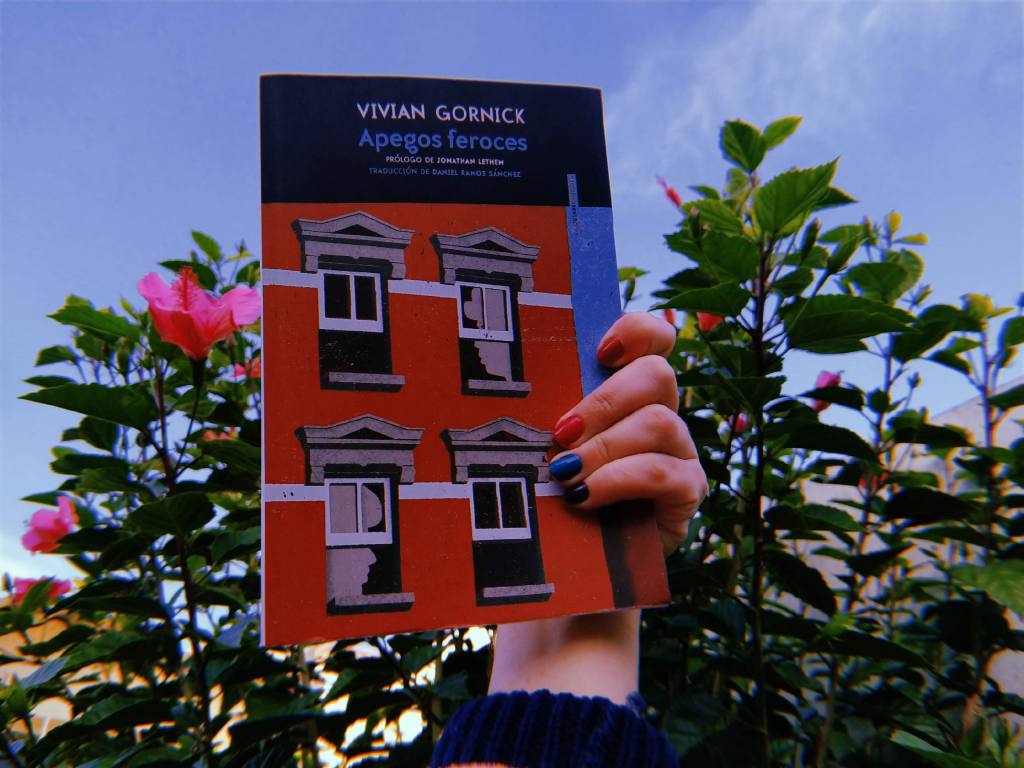 VIVIAN GORNICK
Apegos feroces
PRÓLOGO DE JONATHAN LETHEM
TRADUCCIÓN DE DANIEL RAMOS SÁNCHEZ